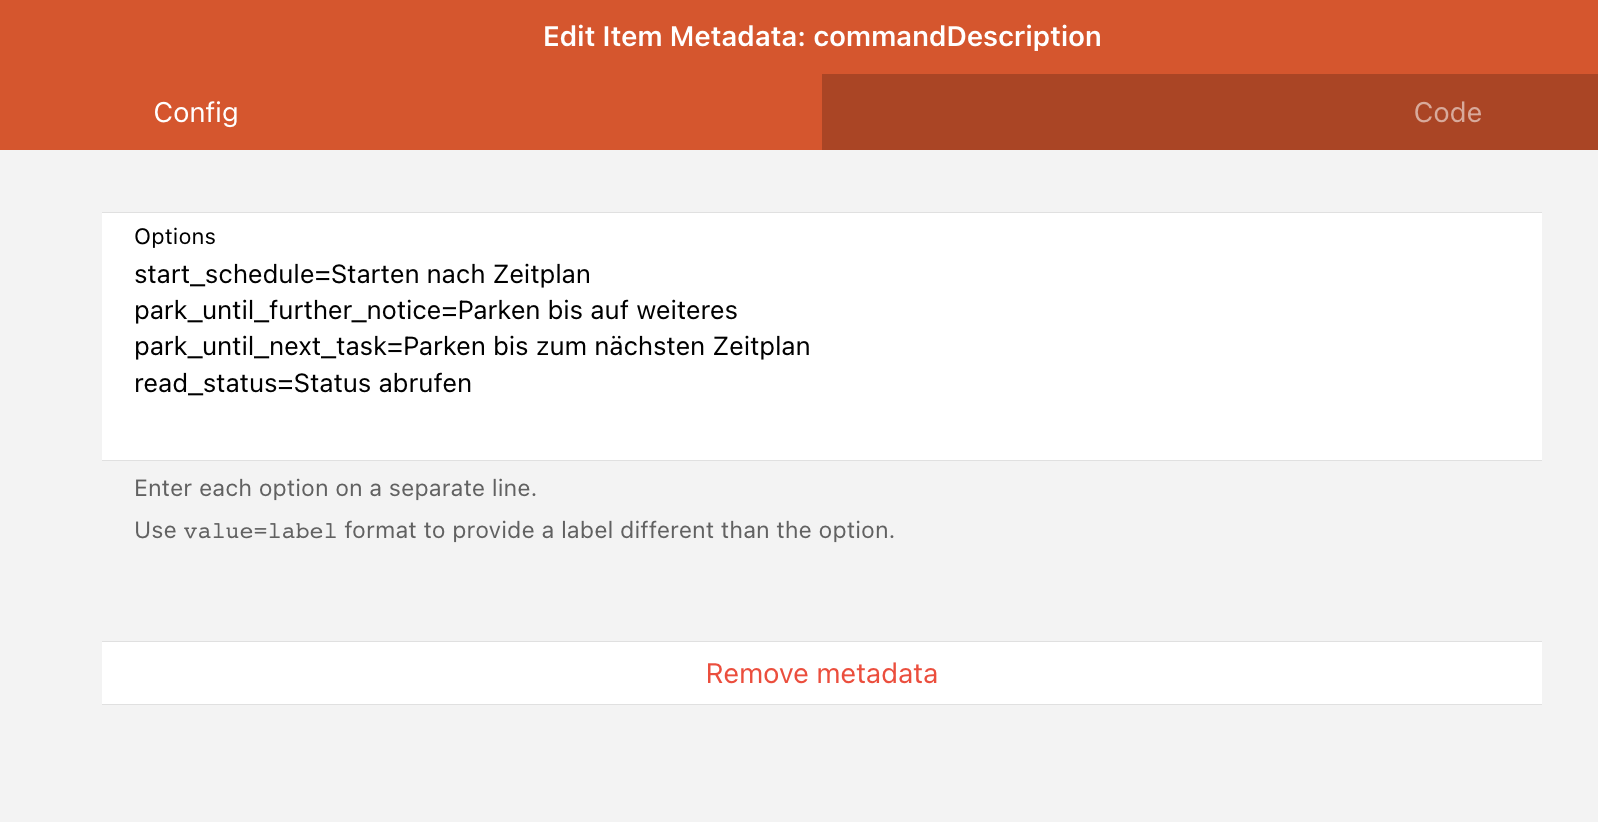 Edit Item Metadata: commandDescription
Config
Code
Options
start_schedule=Starten nach Zeitplan
park_until_further_notice=Parken bis auf weiteres
park_until_next_task=Parken bis zum nächsten Zeitplan
read_status=Status abrufen
Enter each option on a separate line.
Use value=label format to provide a label different than the option.
Remove metadata